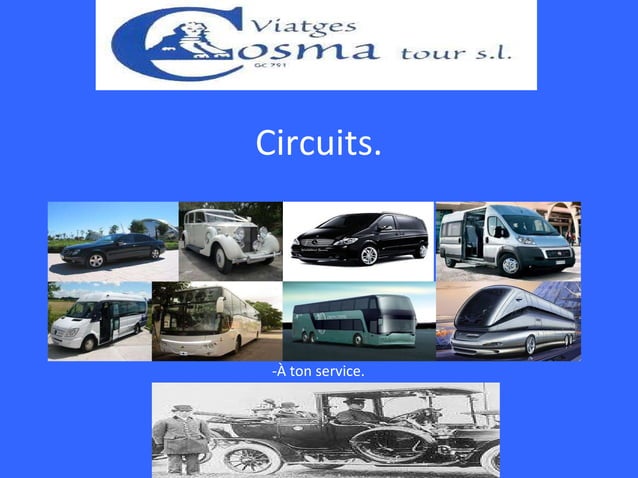 Viatges
Cosma tour s.l.
GC 791
Circuits.
-À ton service.